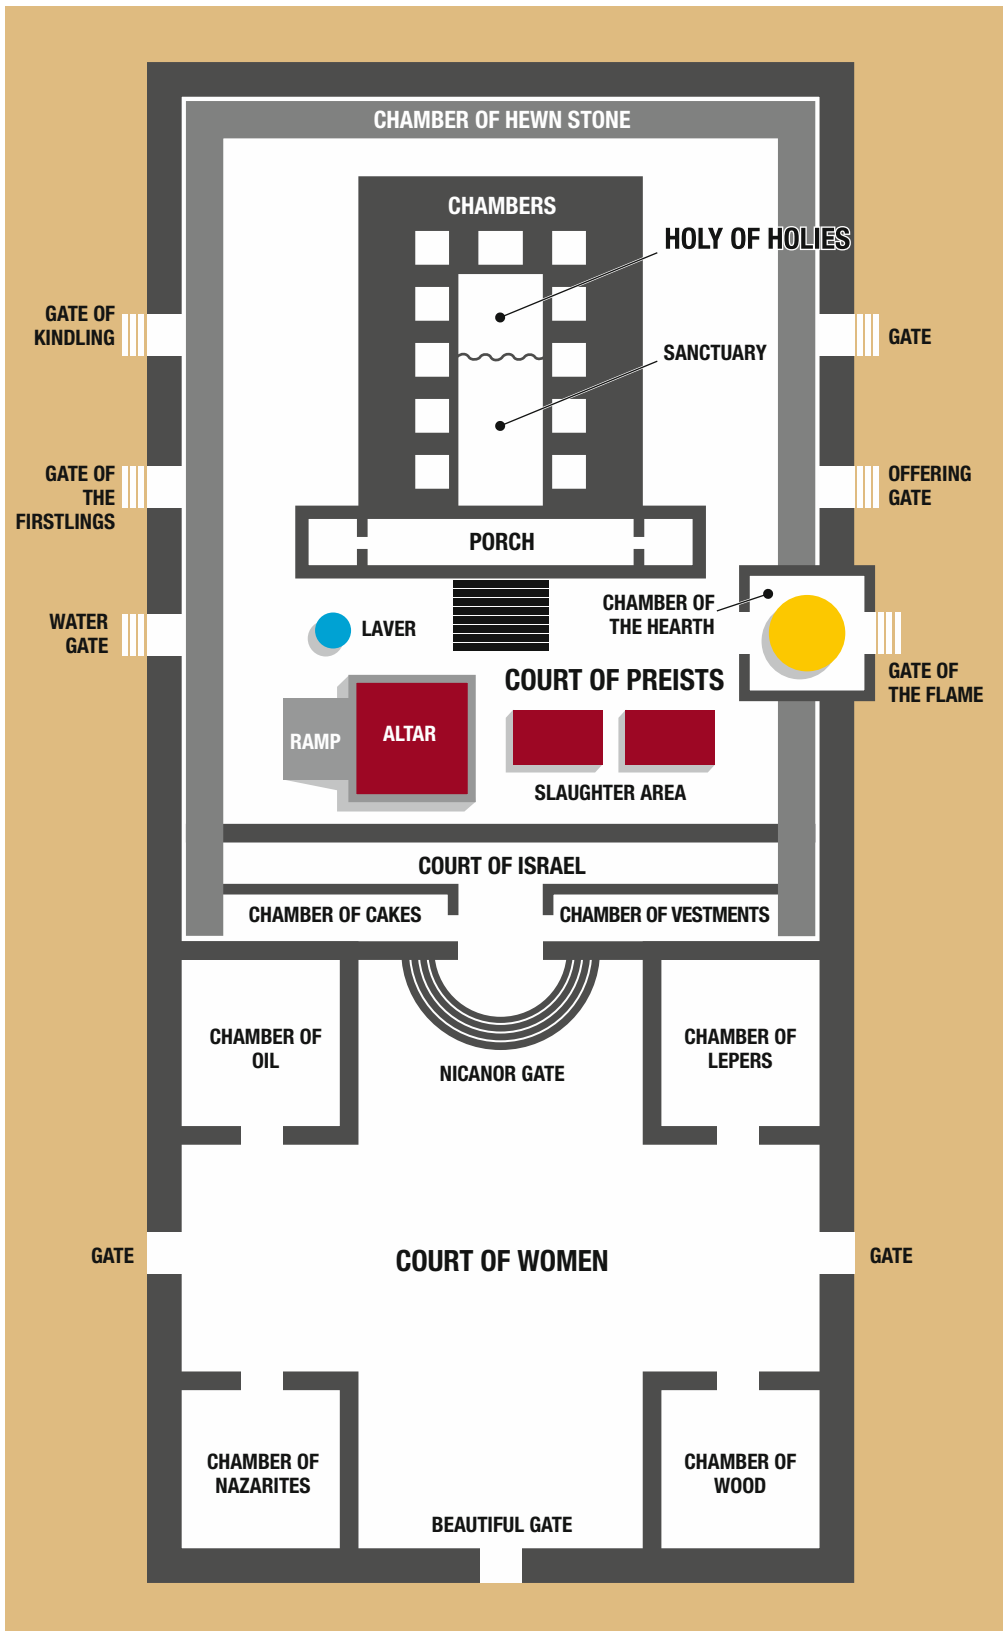 CHAMBER OF HEWN STONE
CHAMBERS
HOLY OF HOLIES
GATE OF
KINDLING
GATE
SANCTUARY
GATE OF
THE
FIRSTLINGS
OFFERING
GATE
PORCH
WATER
GATE
LAVER
CHAMBER OF
THE HEARTH
GATE OF
THE FLAME
COURT OF PREISTS
RAMP
ALTAR
SLAUGHTER AREA
COURT OF ISRAEL
CHAMBER OF CAKES
CHAMBER OF VESTMENTS
CHAMBER OF
OIL
CHAMBER OF
LEPERS
NICANOR GATE
GATE
COURT OF WOMEN
GATE
CHAMBER OF
NAZARITES
CHAMBER OF
WOOD
BEAUTIFUL GATE